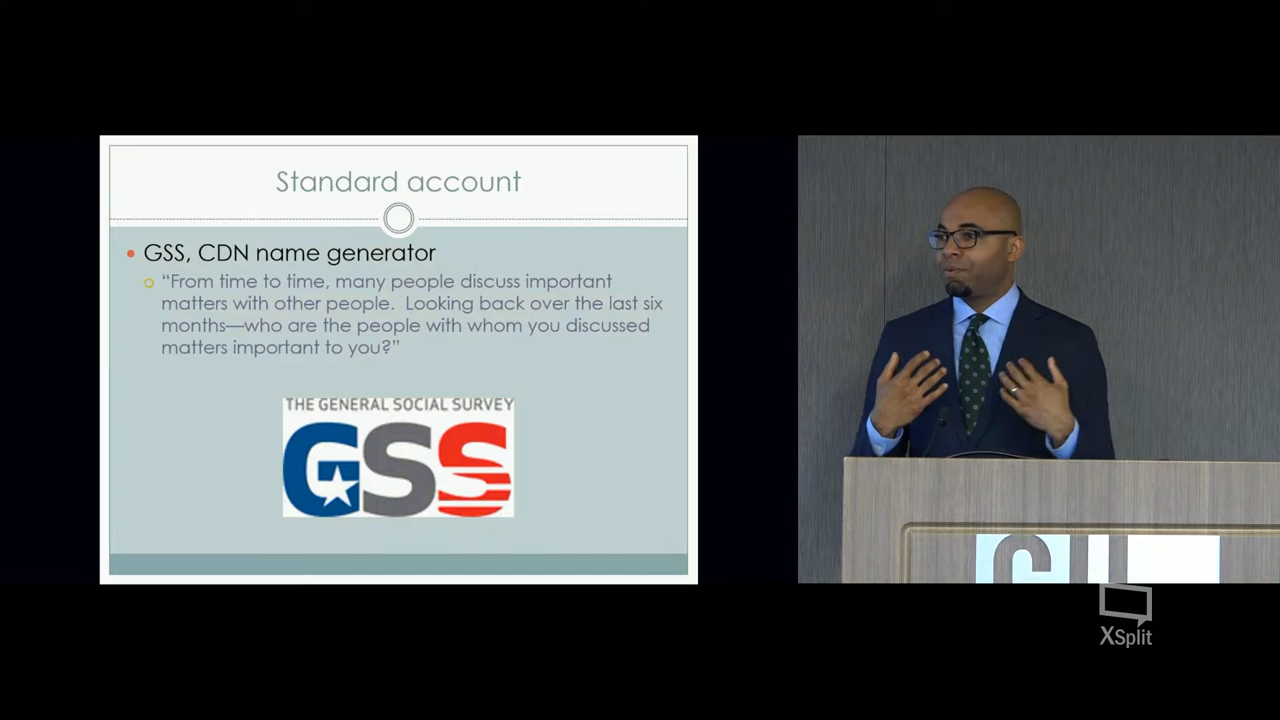 Standard account
GSS, CDN name generator
“From time to time, many people discuss important
matters with other people.  Looking back over the last six
months—who are the people with whom you discussed
matters important to you?”
THE GENERAL SOCIAL SURVEY
GSS
XSplit